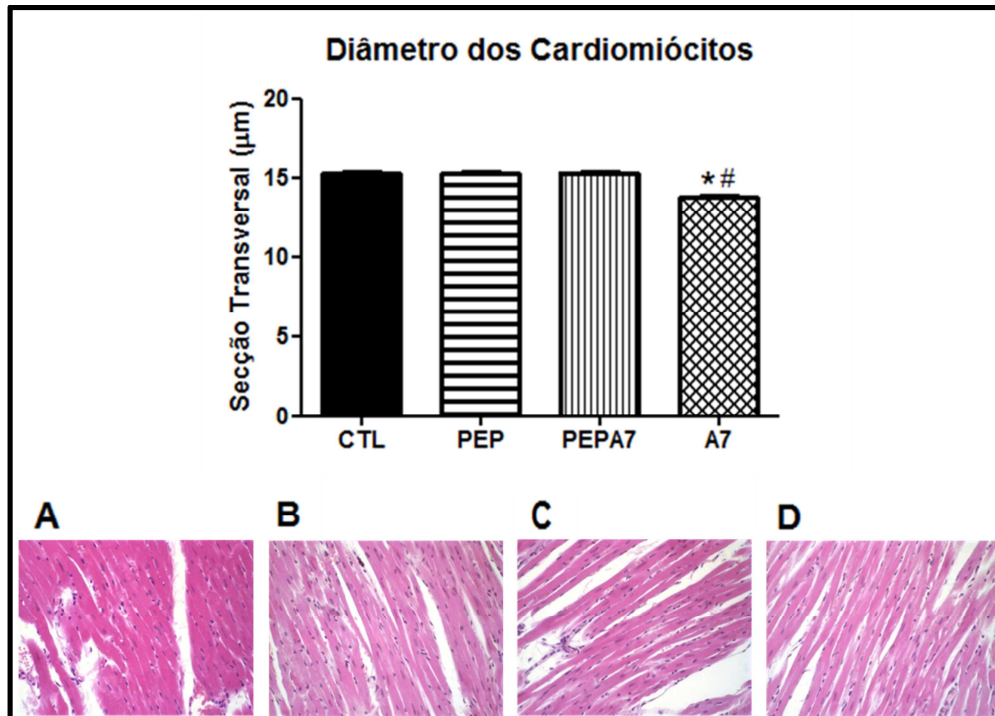 Diâmetro dos Cardiomiócitos
Secção Transversal (µm)
20
15
10
5
0
*#
CTL PEP PEPA7 A7
A B C D